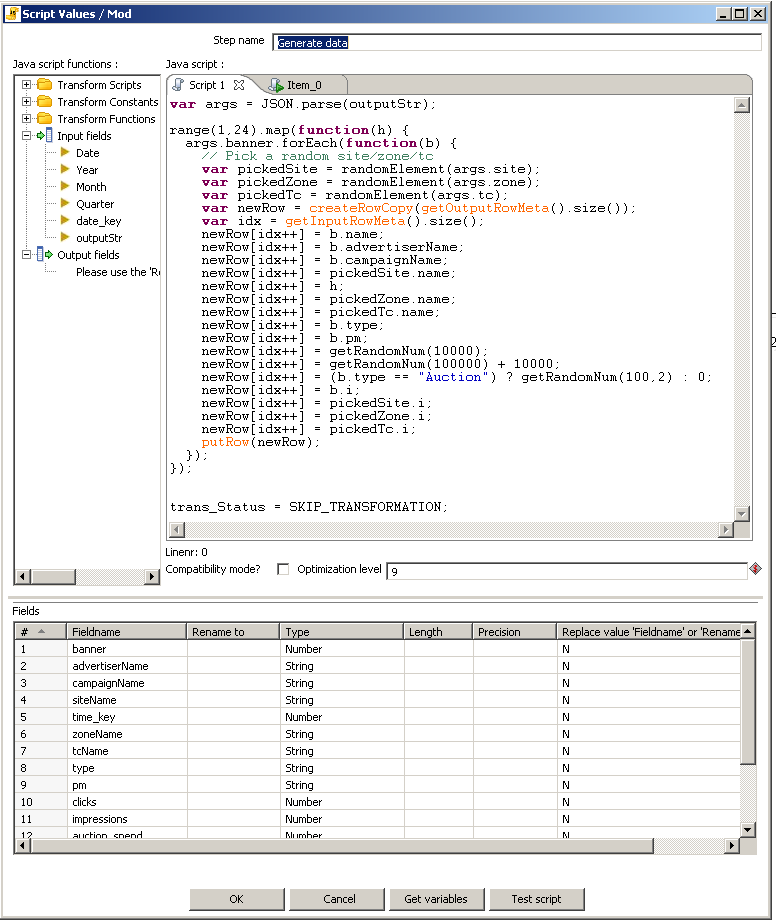 Script Values / Mod
Step name Generate data
Java script functions :
Java script :
Transform Scripts
Transform Constants
Transform Functions
Input fields
Date
Year
Month
Quarter
date_key
outputStr
Output fields
Please use the 'Re
Script 1 Item_0
var args = JSON.parse(outputStr);
range(1,24).map(function(h) {
args.banner.forEach(function(b) {
// Pick a random site/zone/tc
var pickedSite = randomElement(args.site);
var pickedZone = randomElement(args.zone);
var pickedTc = randomElement(args.tc);
var newRow = createRowCopy(getOutputRowMeta().size());
var idx = getInputRowMeta().size();
newRow[idx++] = b.name;
newRow[idx++] = b.advertiserName;
newRow[idx++] = b.campaignName;
newRow[idx++] = pickedSite.name;
newRow[idx++] = h;
newRow[idx++] = pickedZone.name;
newRow[idx++] = pickedTc.name;
newRow[idx++] = b.type;
newRow[idx++] = b.pm;
newRow[idx++] = getRandomNum(10000);
newRow[idx++] = getRandomNum(100000) + 10000;
newRow[idx++] = (b.type == "Auction") ? getRandomNum(100,2) : 0;
newRow[idx++] = b.i;
newRow[idx++] = pickedSite.i;
newRow[idx++] = pickedZone.i;
newRow[idx++] = pickedTc.i;
putRow(newRow);
});
});
trans_Status = SKIP_TRANSFORMATION;
Linenr: 0
Compatibility mode? Optimization level 9
Fields
# Fieldname Rename to Type Length Precision Replace value 'Fieldname' or 'Rename
1 banner Number N
2 advertiserName String N
3 campaignName String N
4 siteName String N
5 time_key Number N
6 zoneName String N
7 tcName String N
8 type String N
9 pm String N
10 clicks Number N
11 impressions Number N
12 auction_spend Number N
OK Cancel Get variables Test script